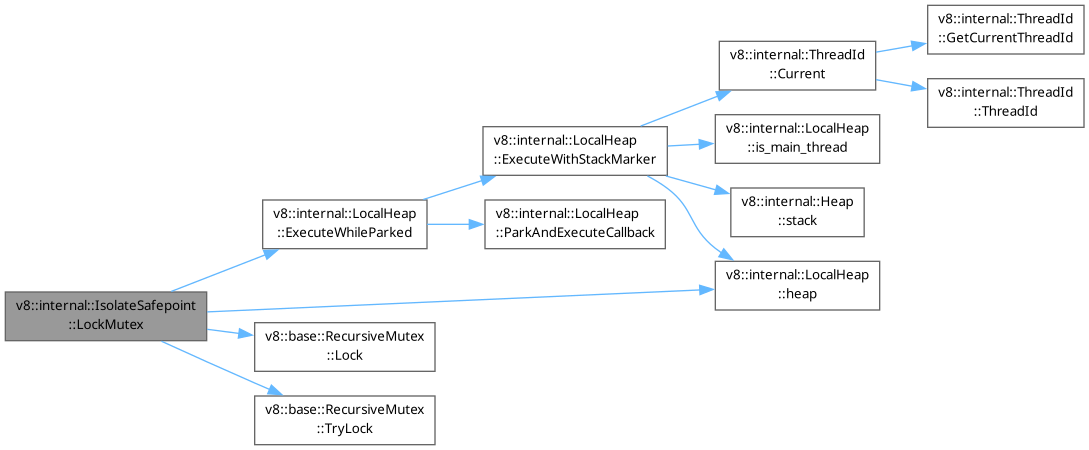 v8::internal::ThreadId
::GetCurrentThreadId
v8::internal::ThreadId
::Current
v8::internal::ThreadId
::ThreadId
v8::internal::LocalHeap
::is_main_thread
v8::internal::LocalHeap
::ExecuteWithStackMarker
v8::internal::Heap
::stack
v8::internal::LocalHeap
::ExecuteWhileParked
v8::internal::LocalHeap
::ParkAndExecuteCallback
v8::internal::LocalHeap
::heap
v8::internal::IsolateSafepoint
::LockMutex
v8::base::RecursiveMutex
::Lock
v8::base::RecursiveMutex
::TryLock